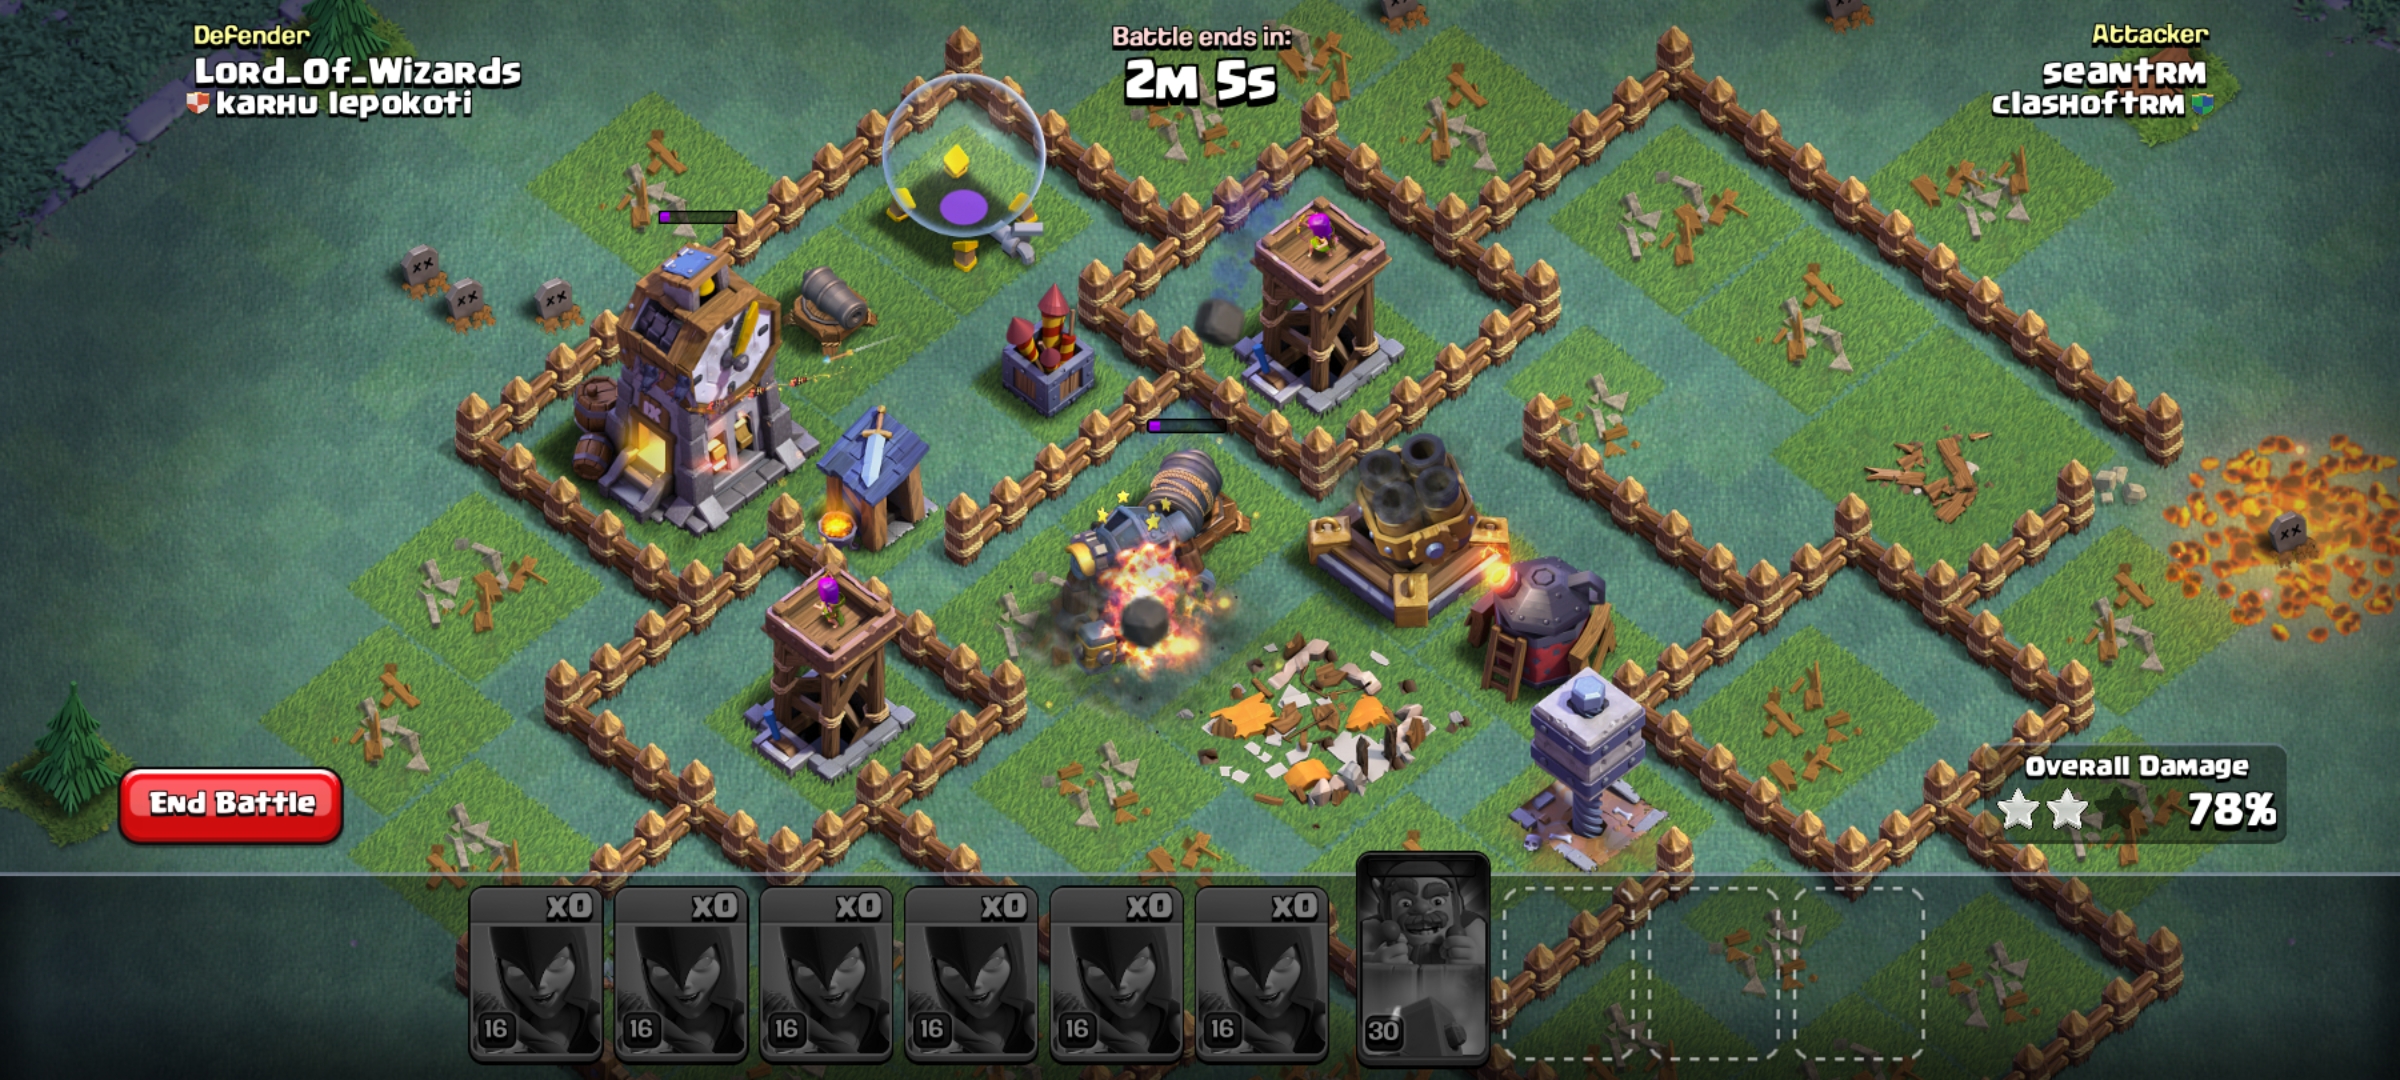 Defender
Lord_Of_Wizards
karhu lepokoti
Battle ends in:
2M 5s
Attacker
seantrm
clashoftrm
IX
End Battle
Overall Damage
78%
x0
x0
x0
x0
x0
x0
16
16
16
16
16
16
30